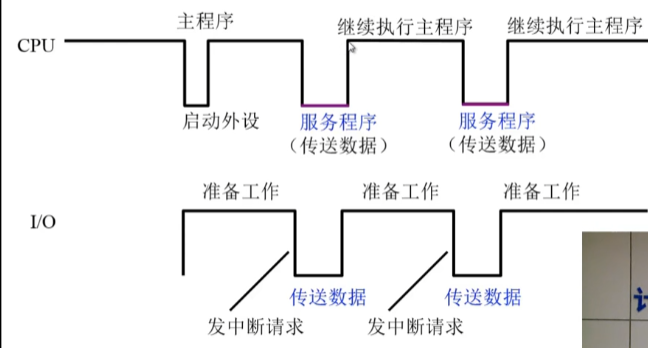 主程序
继续执行主程序
继续执行主程序
CPU
启动外设
服务程序
服务程序
(传送数据)
(传送数据)
准备工作
准备工作
准备工作
I/O
传送数据
传送数据
发中断请求
发中断请求